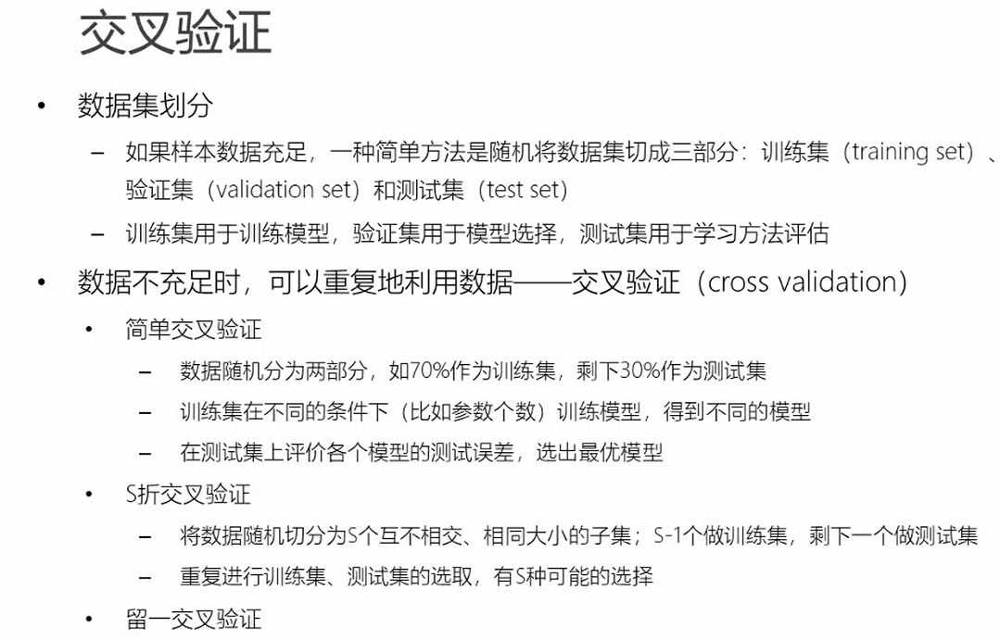 交叉验证
• 数据集划分
– 如果样本数据充足，一种简单方法是随机将数据集切成三部分：训练集（training set）、
验证集（validation set）和测试集（test set）
– 训练集用于训练模型，验证集用于模型选择，测试集用于学习方法评估
• 数据不充足时，可以重复地利用数据——交叉验证（cross validation）
• 简单交叉验证
– 数据随机分为两部分，如70%作为训练集，剩下30%作为测试集
– 训练集在不同的条件下（比如参数个数）训练模型，得到不同的模型
– 在测试集上评价各个模型的测试误差，选出最优模型
• S折交叉验证
– 将数据随机切分为S个互不相交、相同大小的子集；S-1个做训练集，剩下一个做测试集
– 重复进行训练集、测试集的选取，有S种可能的选择
• 留一交叉验证